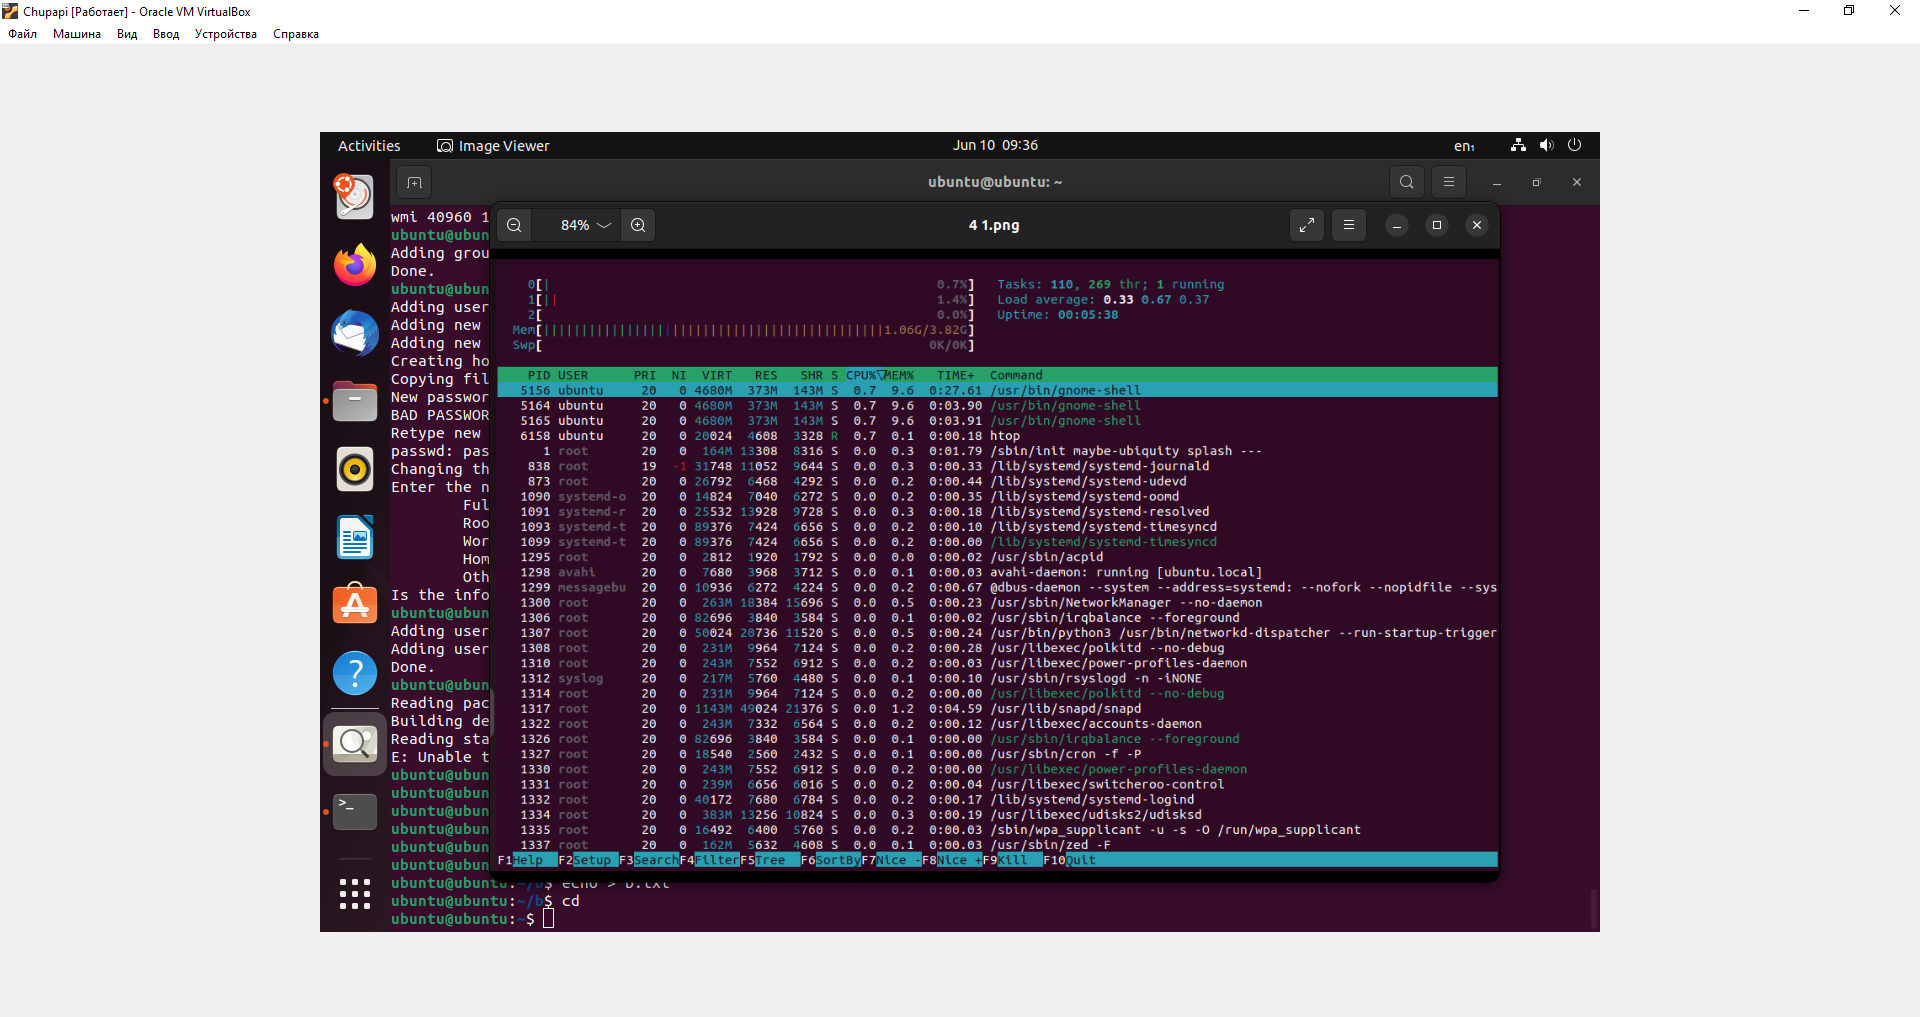 Chupapi [Работает] - Oracle VM VirtualBox
Файл Машина Вид Ввод Устройства Справка
Activities Image Viewer Jun 10 09:36 en₁
ubuntu@ubuntu: ~
84% 4 1.png
wmi 40960 1
ubuntu@ubun
Adding grou
Done.
ubuntu@ubun
Adding user
Adding new
Adding new
Creating ho
Copying fil
New passwor
BAD PASSWOR
Retype new
passwd: pas
Changing th
Enter the n
Ful
Roo
Wor
Hom
Oth
Is the info
ubuntu@ubun
Adding user
Adding user
Done.
ubuntu@ubun
Reading pac
Building de
Reading sta
E: Unable t
ubuntu@ubun
ubuntu@ubun
ubuntu@ubun
ubuntu@ubun
ubuntu@ubun
ubuntu@ubun
ubuntu@ubuntu:~/b$ echo > b.txt
ubuntu@ubuntu:~/b$ cd
ubuntu@ubuntu:~$
0[| 0.7%] Tasks: 110, 269 thr; 1 running
1[|| 1.4%] Load average: 0.33 0.67 0.37
2[ 0.0%] Uptime: 00:05:38
Mem[|||||||||||||||||||||||||||||||||||||||||||||1.06G/3.82G]
Swp[ 0K/0K]
PID USER PRI NI VIRT RES SHR S CPU%▽MEM% TIME+ Command
5156 ubuntu 20 0 4680M 373M 143M S 0.7 9.6 0:27.61 /usr/bin/gnome-shell
5164 ubuntu 20 0 4680M 373M 143M S 0.7 9.6 0:03.90 /usr/bin/gnome-shell
5165 ubuntu 20 0 4680M 373M 143M S 0.7 9.6 0:03.91 /usr/bin/gnome-shell
6158 ubuntu 20 0 20024 4608 3328 R 0.7 0.1 0:00.18 htop
1 root 20 0 164M 13308 8316 S 0.0 0.3 0:01.79 /sbin/init maybe-ubiquity splash ---
838 root 19 -1 31748 11052 9644 S 0.0 0.3 0:00.33 /lib/systemd/systemd-journald
873 root 20 0 26792 6468 4292 S 0.0 0.2 0:00.44 /lib/systemd/systemd-udevd
1090 systemd-o 20 0 14824 7040 6272 S 0.0 0.2 0:00.35 /lib/systemd/systemd-oomd
1091 systemd-r 20 0 25532 13928 9728 S 0.0 0.3 0:00.18 /lib/systemd/systemd-resolved
1093 systemd-t 20 0 89376 7424 6656 S 0.0 0.2 0:00.10 /lib/systemd/systemd-timesyncd
1099 systemd-t 20 0 89376 7424 6656 S 0.0 0.2 0:00.00 /lib/systemd/systemd-timesyncd
1295 root 20 0 2812 1920 1792 S 0.0 0.0 0:00.02 /usr/sbin/acpid
1298 avahi 20 0 7680 3968 3712 S 0.0 0.1 0:00.03 avahi-daemon: running [ubuntu.local]
1299 messagebu 20 0 10936 6272 4224 S 0.0 0.2 0:00.67 @dbus-daemon --system --address=systemd: --nofork --nopidfile --sys
1300 root 20 0 263M 18384 15696 S 0.0 0.5 0:00.23 /usr/sbin/NetworkManager --no-daemon
1306 root 20 0 82696 3840 3584 S 0.0 0.1 0:00.02 /usr/sbin/irqbalance --foreground
1307 root 20 0 50024 20736 11520 S 0.0 0.5 0:00.24 /usr/bin/python3 /usr/bin/networkd-dispatcher --run-startup-trigger
1308 root 20 0 231M 9964 7124 S 0.0 0.2 0:00.28 /usr/libexec/polkitd --no-debug
1310 root 20 0 243M 7552 6912 S 0.0 0.2 0:00.03 /usr/libexec/power-profiles-daemon
1312 syslog 20 0 217M 5760 4480 S 0.0 0.1 0:00.10 /usr/sbin/rsyslogd -n -iNONE
1314 root 20 0 231M 9964 7124 S 0.0 0.2 0:00.00 /usr/libexec/polkitd --no-debug
1317 root 20 0 1143M 49024 21376 S 0.0 1.2 0:04.59 /usr/lib/snapd/snapd
1322 root 20 0 243M 7332 6564 S 0.0 0.2 0:00.12 /usr/libexec/accounts-daemon
1326 root 20 0 82696 3840 3584 S 0.0 0.1 0:00.00 /usr/sbin/irqbalance --foreground
1327 root 20 0 18540 2560 2432 S 0.0 0.1 0:00.00 /usr/sbin/cron -f -P
1330 root 20 0 243M 7552 6912 S 0.0 0.2 0:00.00 /usr/libexec/power-profiles-daemon
1331 root 20 0 239M 6656 6016 S 0.0 0.2 0:00.04 /usr/libexec/switcheroo-control
1332 root 20 0 40172 7680 6784 S 0.0 0.2 0:00.17 /lib/systemd/systemd-logind
1334 root 20 0 383M 13256 10824 S 0.0 0.3 0:00.19 /usr/libexec/udisks2/udisksd
1335 root 20 0 16492 6400 5760 S 0.0 0.2 0:00.03 /sbin/wpa_supplicant -u -s -O /run/wpa_supplicant
1337 root 20 0 162M 5632 4608 S 0.0 0.1 0:00.03 /usr/sbin/zed -F
F1Help F2Setup F3SearchF4FilterF5Tree F6SortByF7Nice -F8Nice +F9Kill F10Quit